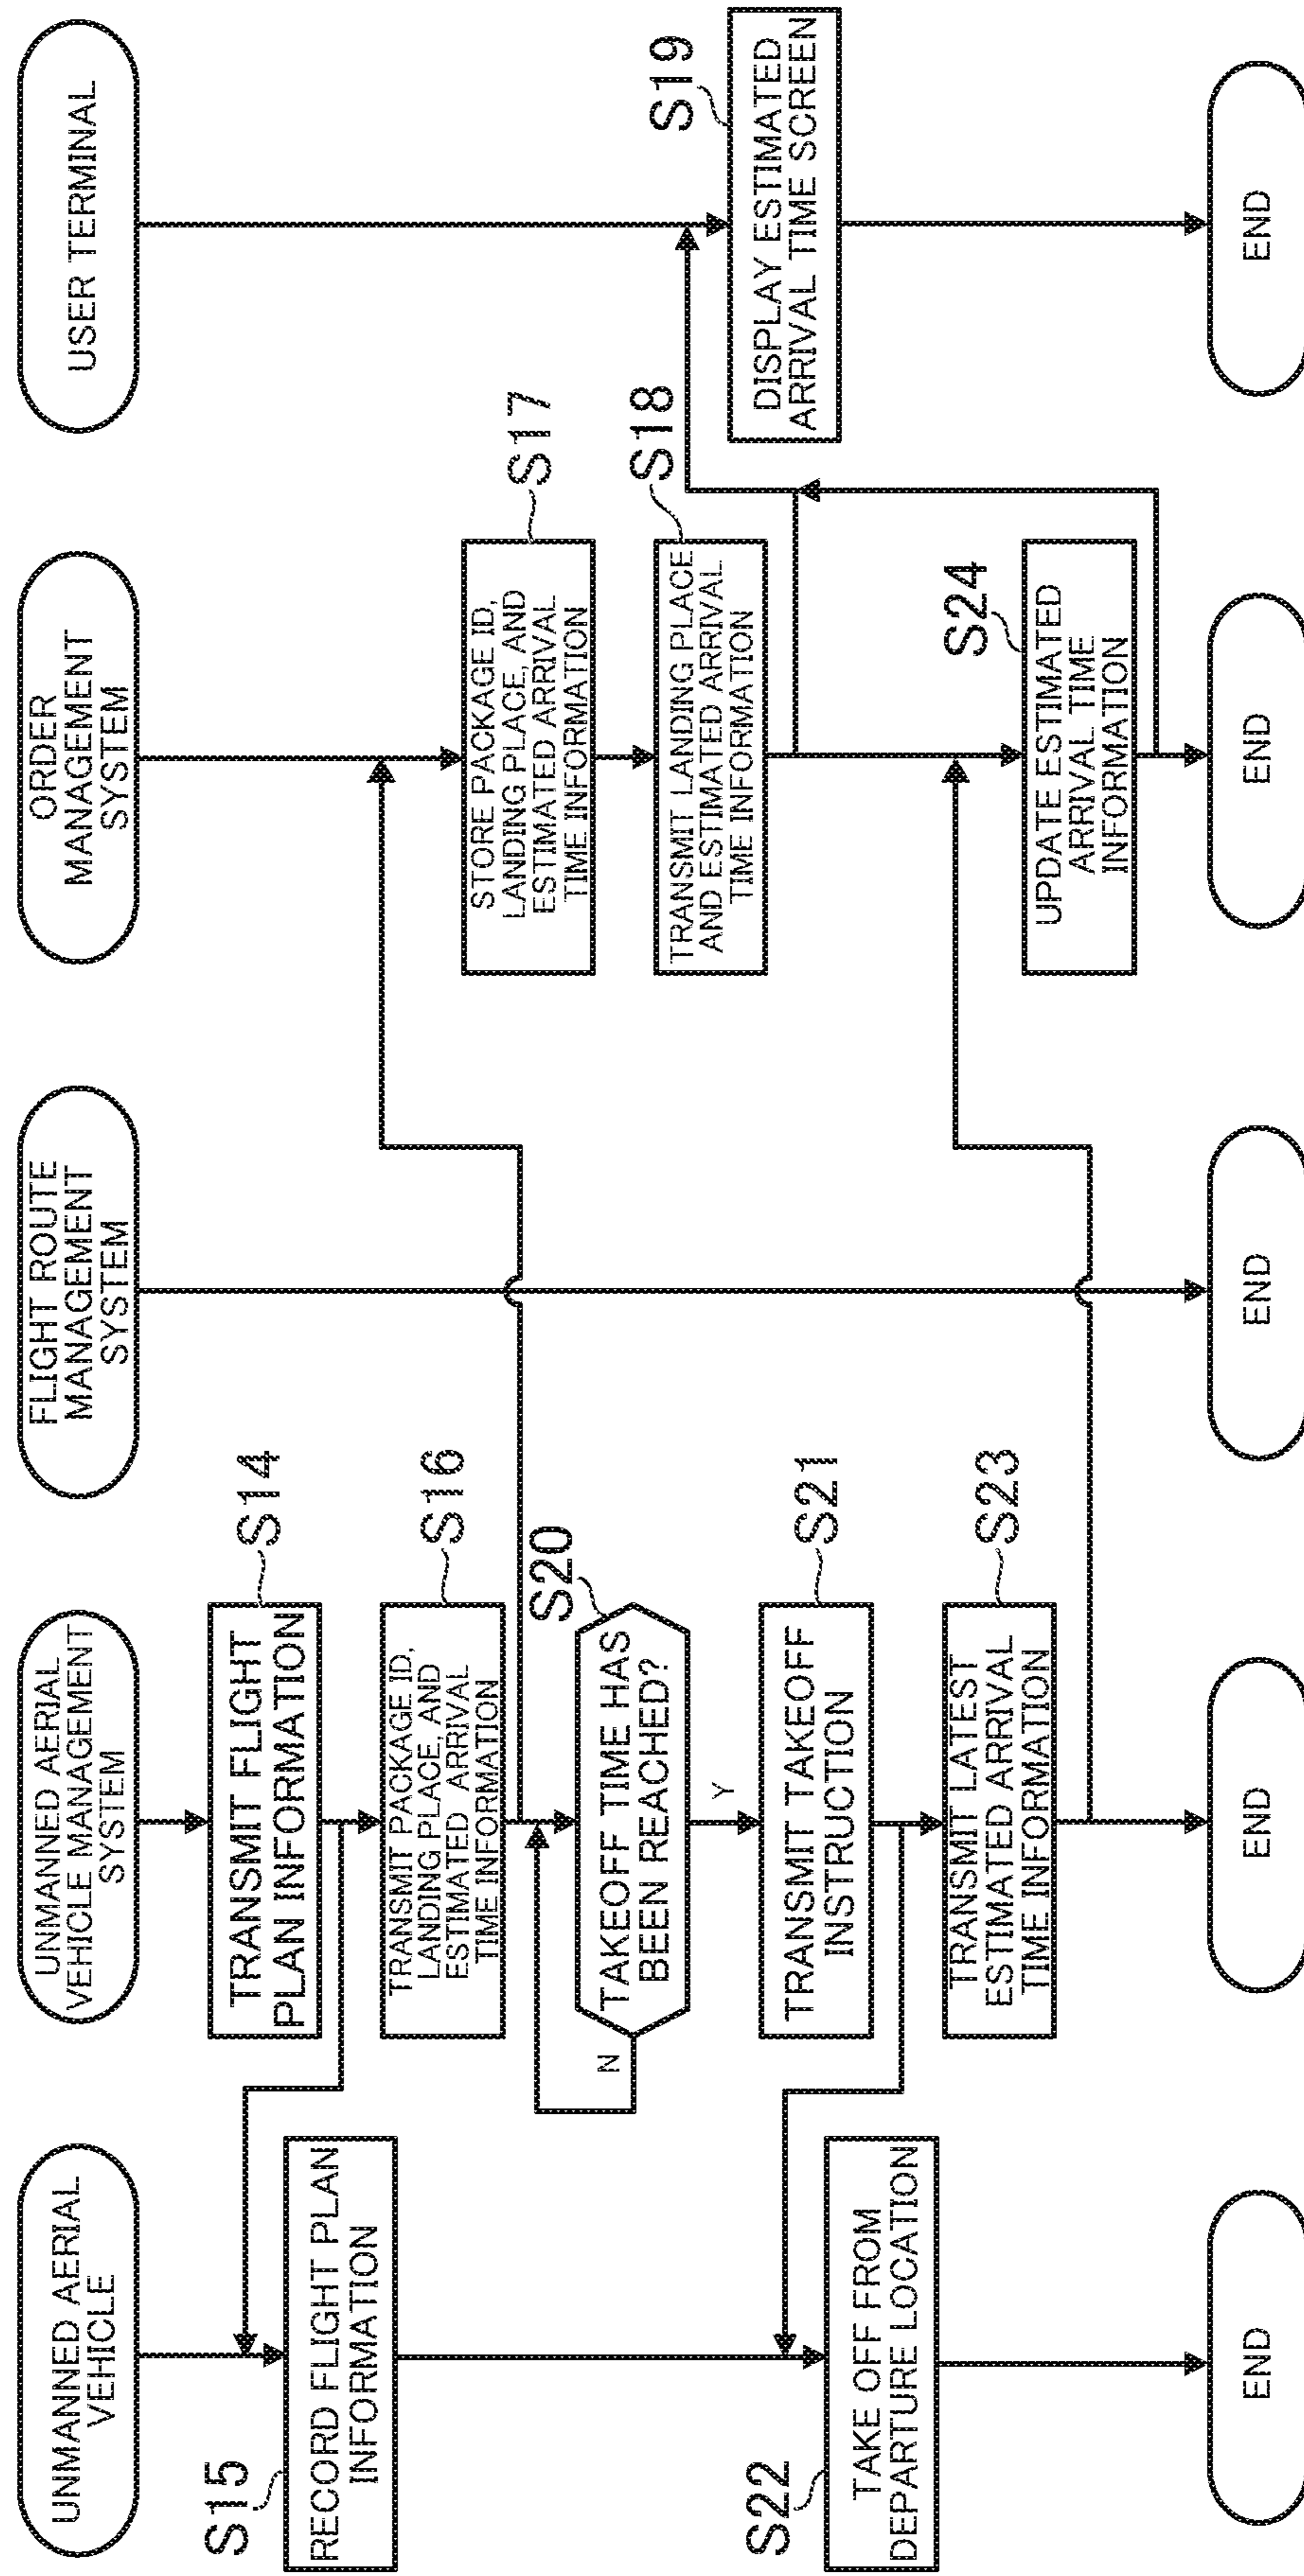 UNMANNED AERIAL
VEHICLE
UNMANNED AERIAL
VEHICLE MANAGEMENT
SYSTEM
FLIGHT ROUTE
MANAGEMENT
SYSTEM
ORDER
MANAGEMENT
SYSTEM
USER TERMINAL
S14
TRANSMIT FLIGHT
PLAN INFORMATION
S15
RECORD FLIGHT PLAN
INFORMATION
S16
TRANSMIT PACKAGE ID,
LANDING PLACE, AND
ESTIMATED ARRIVAL
TIME INFORMATION
S17
STORE PACKAGE ID,
LANDING PLACE, AND
ESTIMATED ARRIVAL
TIME INFORMATION
S18
TRANSMIT LANDING PLACE
AND ESTIMATED ARRIVAL
TIME INFORMATION
S19
DISPLAY ESTIMATED
ARRIVAL TIME SCREEN
S20
TAKEOFF TIME HAS
BEEN REACHED?
N
Y
S21
TRANSMIT TAKEOFF
INSTRUCTION
S22
TAKE OFF FROM
DEPARTURE LOCATION
S23
TRANSMIT LATEST
ESTIMATED ARRIVAL
TIME INFORMATION
S24
UPDATE ESTIMATED
ARRIVAL TIME
INFORMATION
END
END
END
END
END